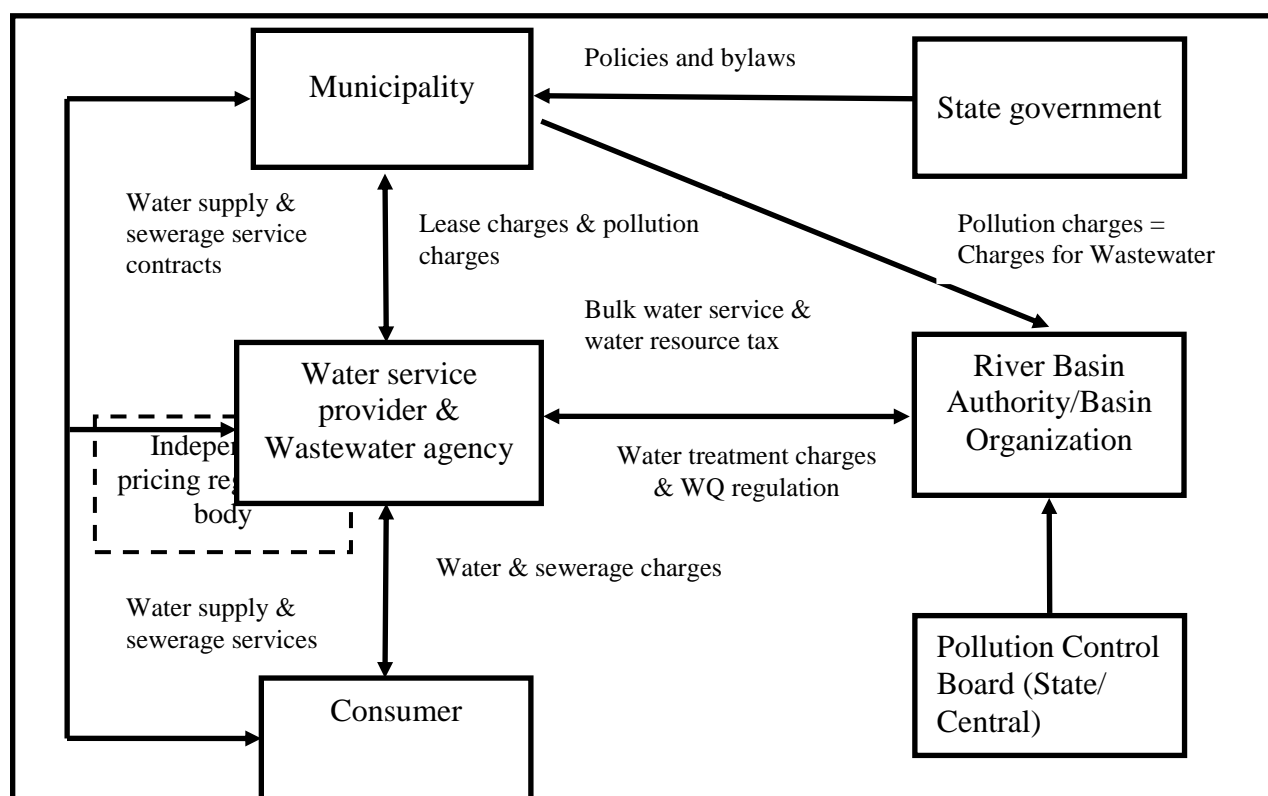 Municipality
Policies and bylaws
State government
Water supply &
sewerage service
contracts
Lease charges & pollution
charges
Pollution charges =
Charges for Wastewater
Bulk water service &
water resource tax
Water service
provider &
Wastewater agency
River Basin
Authority/Basin
Organization
pricing
body
Water treatment charges
& WQ regulation
Water & sewerage charges
Water supply &
sewerage services
Pollution Control
Board (State/
Central)
Consumer